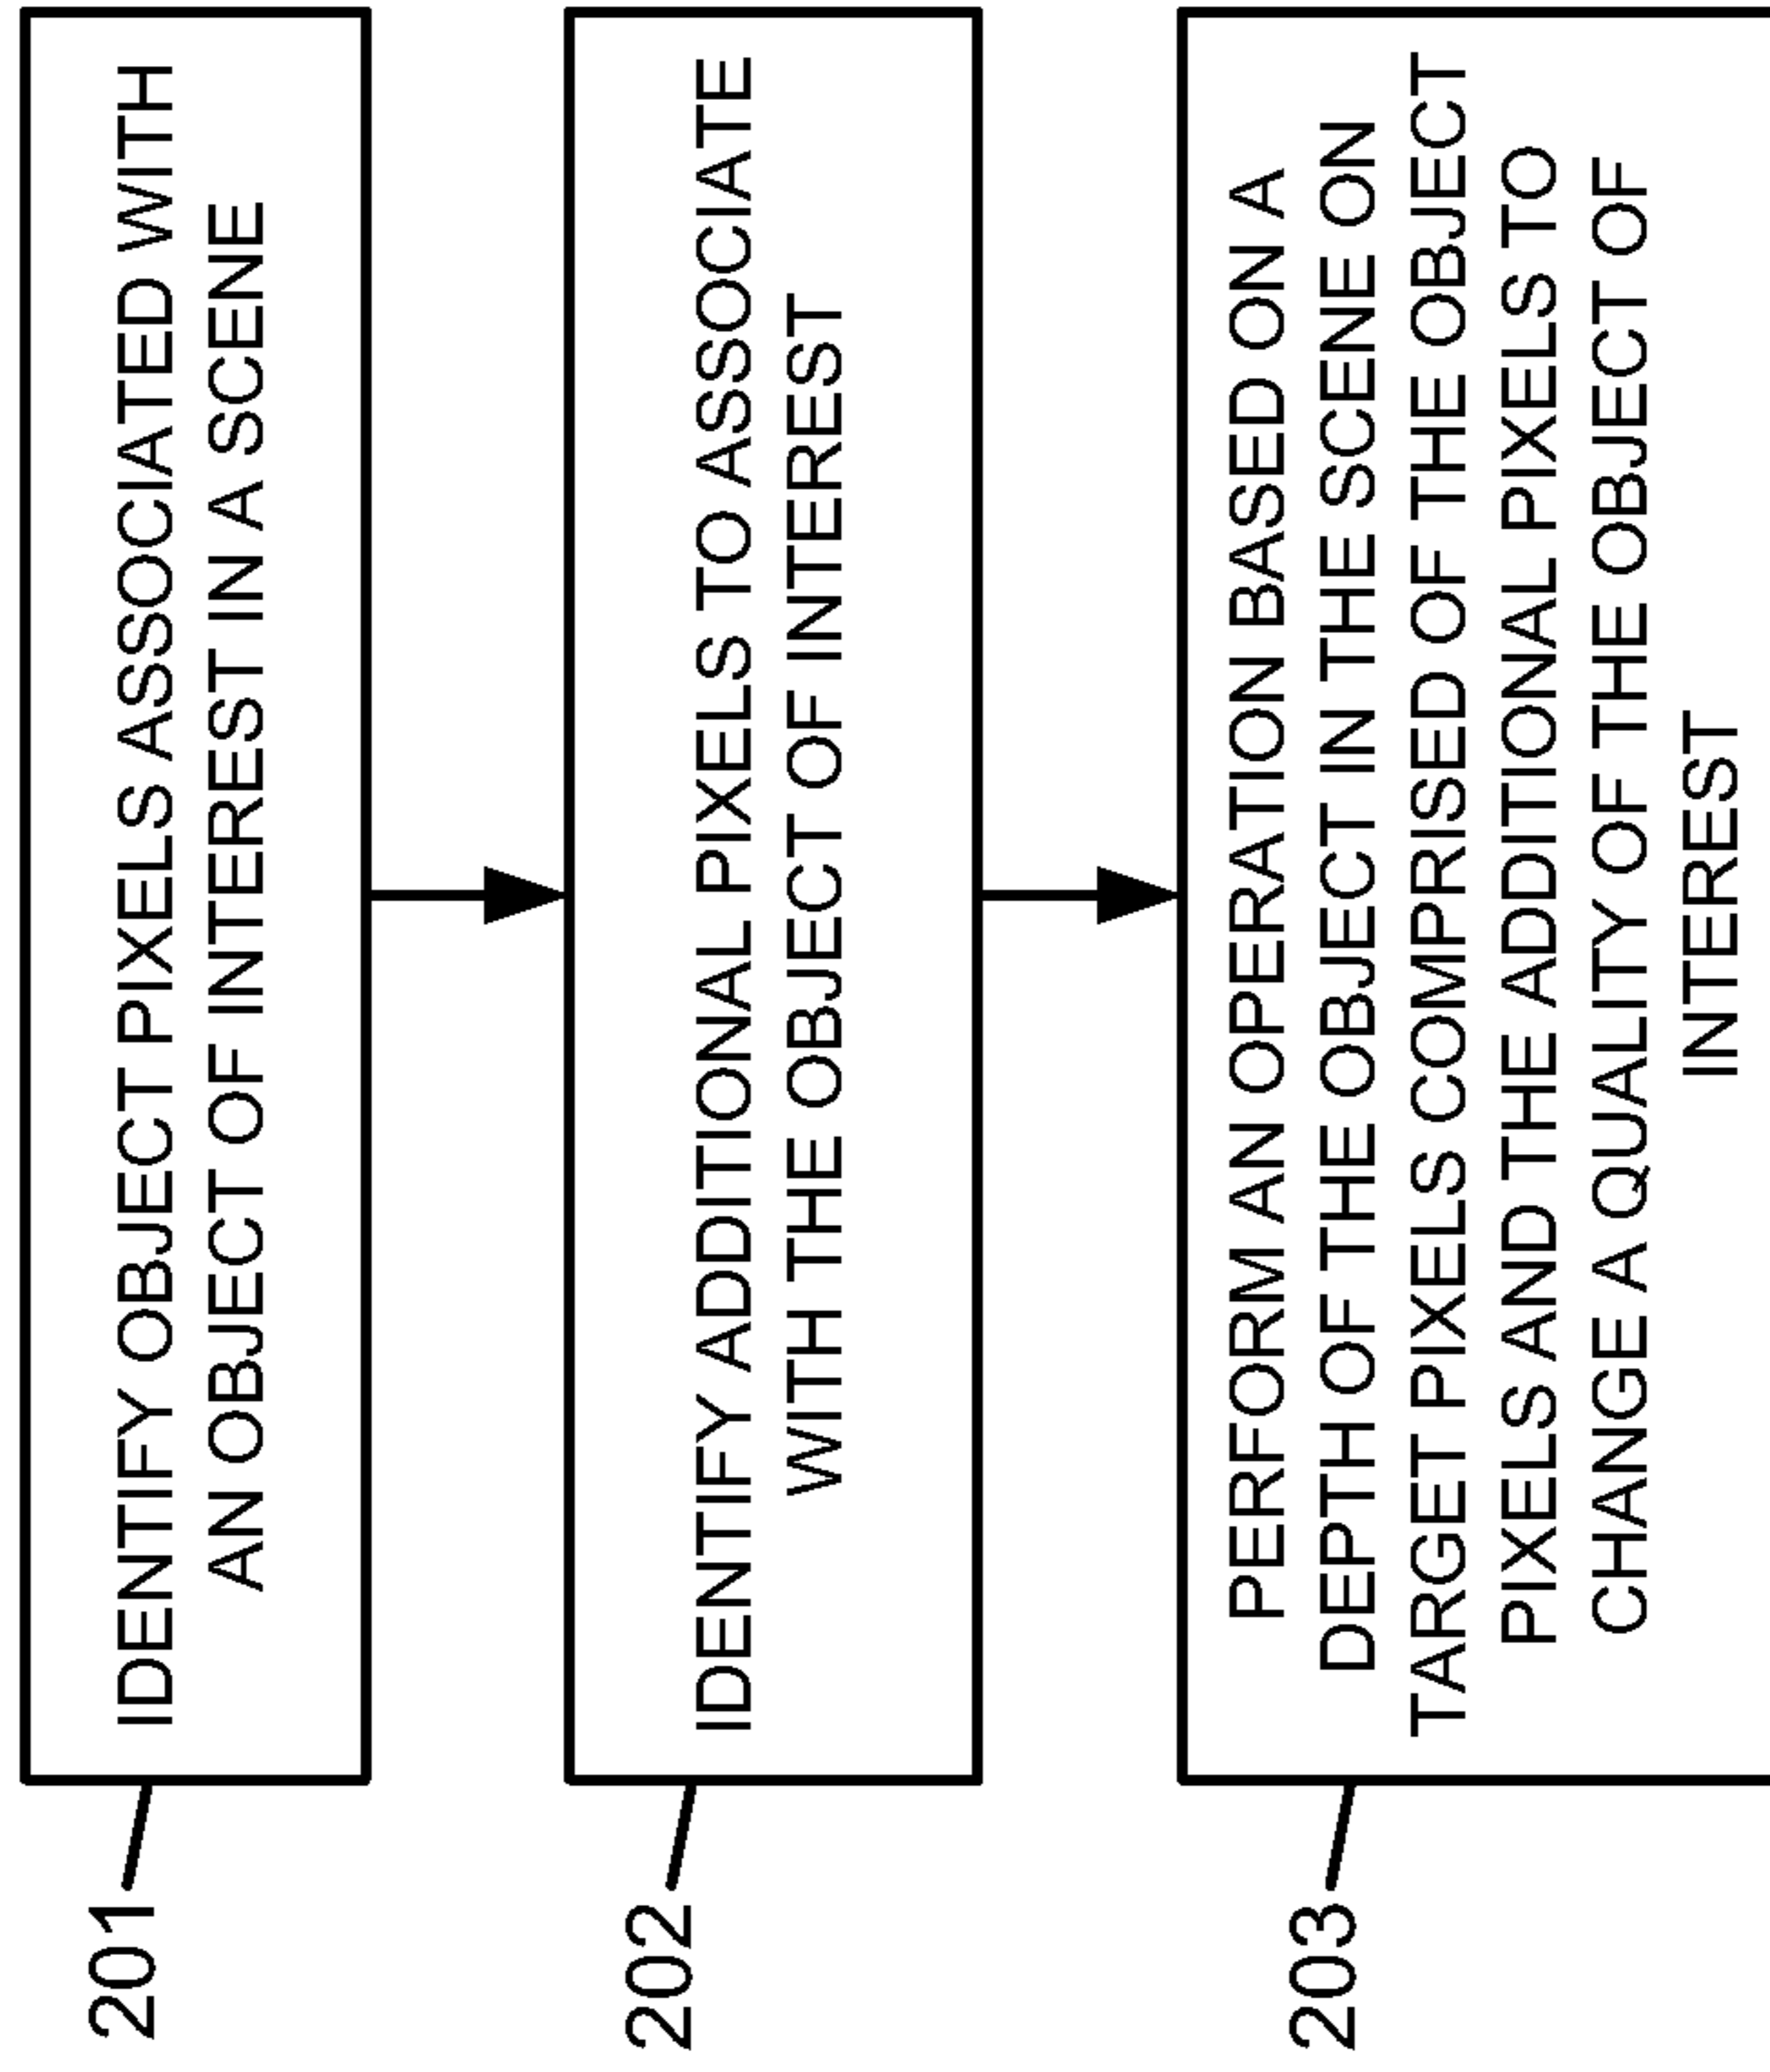 201
IDENTIFY OBJECT PIXELS ASSOCIATED WITH
AN OBJECT OF INTEREST IN A SCENE
202
IDENTIFY ADDITIONAL PIXELS TO ASSOCIATE
WITH THE OBJECT OF INTEREST
203
PERFORM AN OPERATION BASED ON A
DEPTH OF THE OBJECT IN THE SCENE ON
TARGET PIXELS COMPRISED OF THE OBJECT
PIXELS AND THE ADDITIONAL PIXELS TO
CHANGE A QUALITY OF THE OBJECT OF
INTEREST